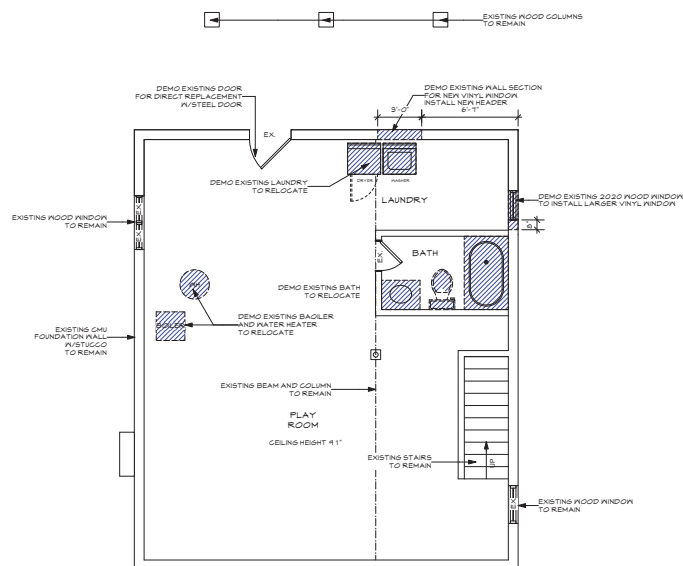 EXISTING WOOD COLUMNS
TO REMAIN
DEMO EXISTING DOOR
FOR DIRECT REPLACEMENT
W/STEEL DOOR
DEMO EXISTING WALL SECTION
FOR NEW VINYL WINDOW
INSTALL NEW HEADER
3'-0"
6'-7"
EX.
DRYER
WASHER
DEMO EXISTING LAUNDRY
TO RELOCATE
LAUNDRY
DEMO EXISTING 2020 WOOD WINDOW
TO INSTALL LARGER VINYL WINDOW
8"
EXISTING WOOD WINDOW
TO REMAIN
EX.
EX.
BATH
EX.
DEMO EXISTING BATH
TO RELOCATE
WH
BOILER
DEMO EXISTING BAOILER
AND WATER HEATER
TO RELOCATE
EXISTING CMU
FOUNDATION WALL
W/STUCCO
TO REMAIN
EXISTING BEAM AND COLUMN
TO REMAIN
PLAY
ROOM
CEILING HEIGHT 91"
EXISTING STAIRS
TO REMAIN
UP
EX.
EXISTING WOOD WINDOW
TO REMAIN